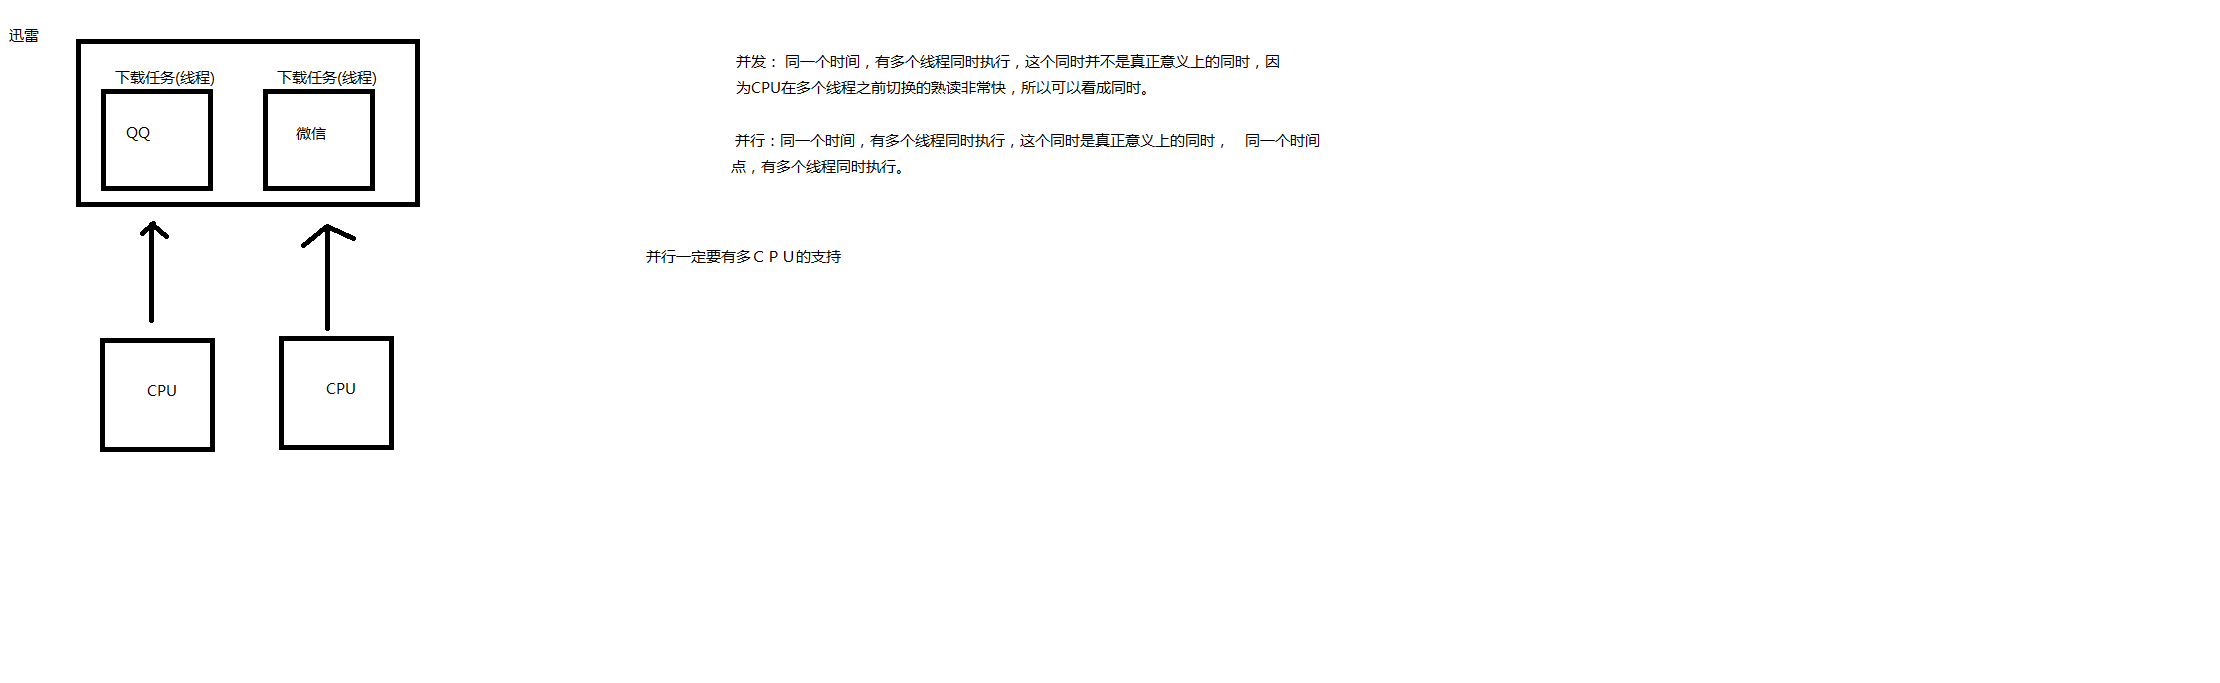 迅雷
下载任务(线程)
下载任务(线程)
QQ
微信
CPU
CPU
并发： 同一个时间，有多个线程同时执行，这个同时并不是真正意义上的同时，因
为CPU在多个线程之前切换的熟读非常快，所以可以看成同时。
并行：同一个时间，有多个线程同时执行，这个同时是真正意义上的同时， 同一个时间
点，有多个线程同时执行。
并行一定要有多ＣＰＵ的支持